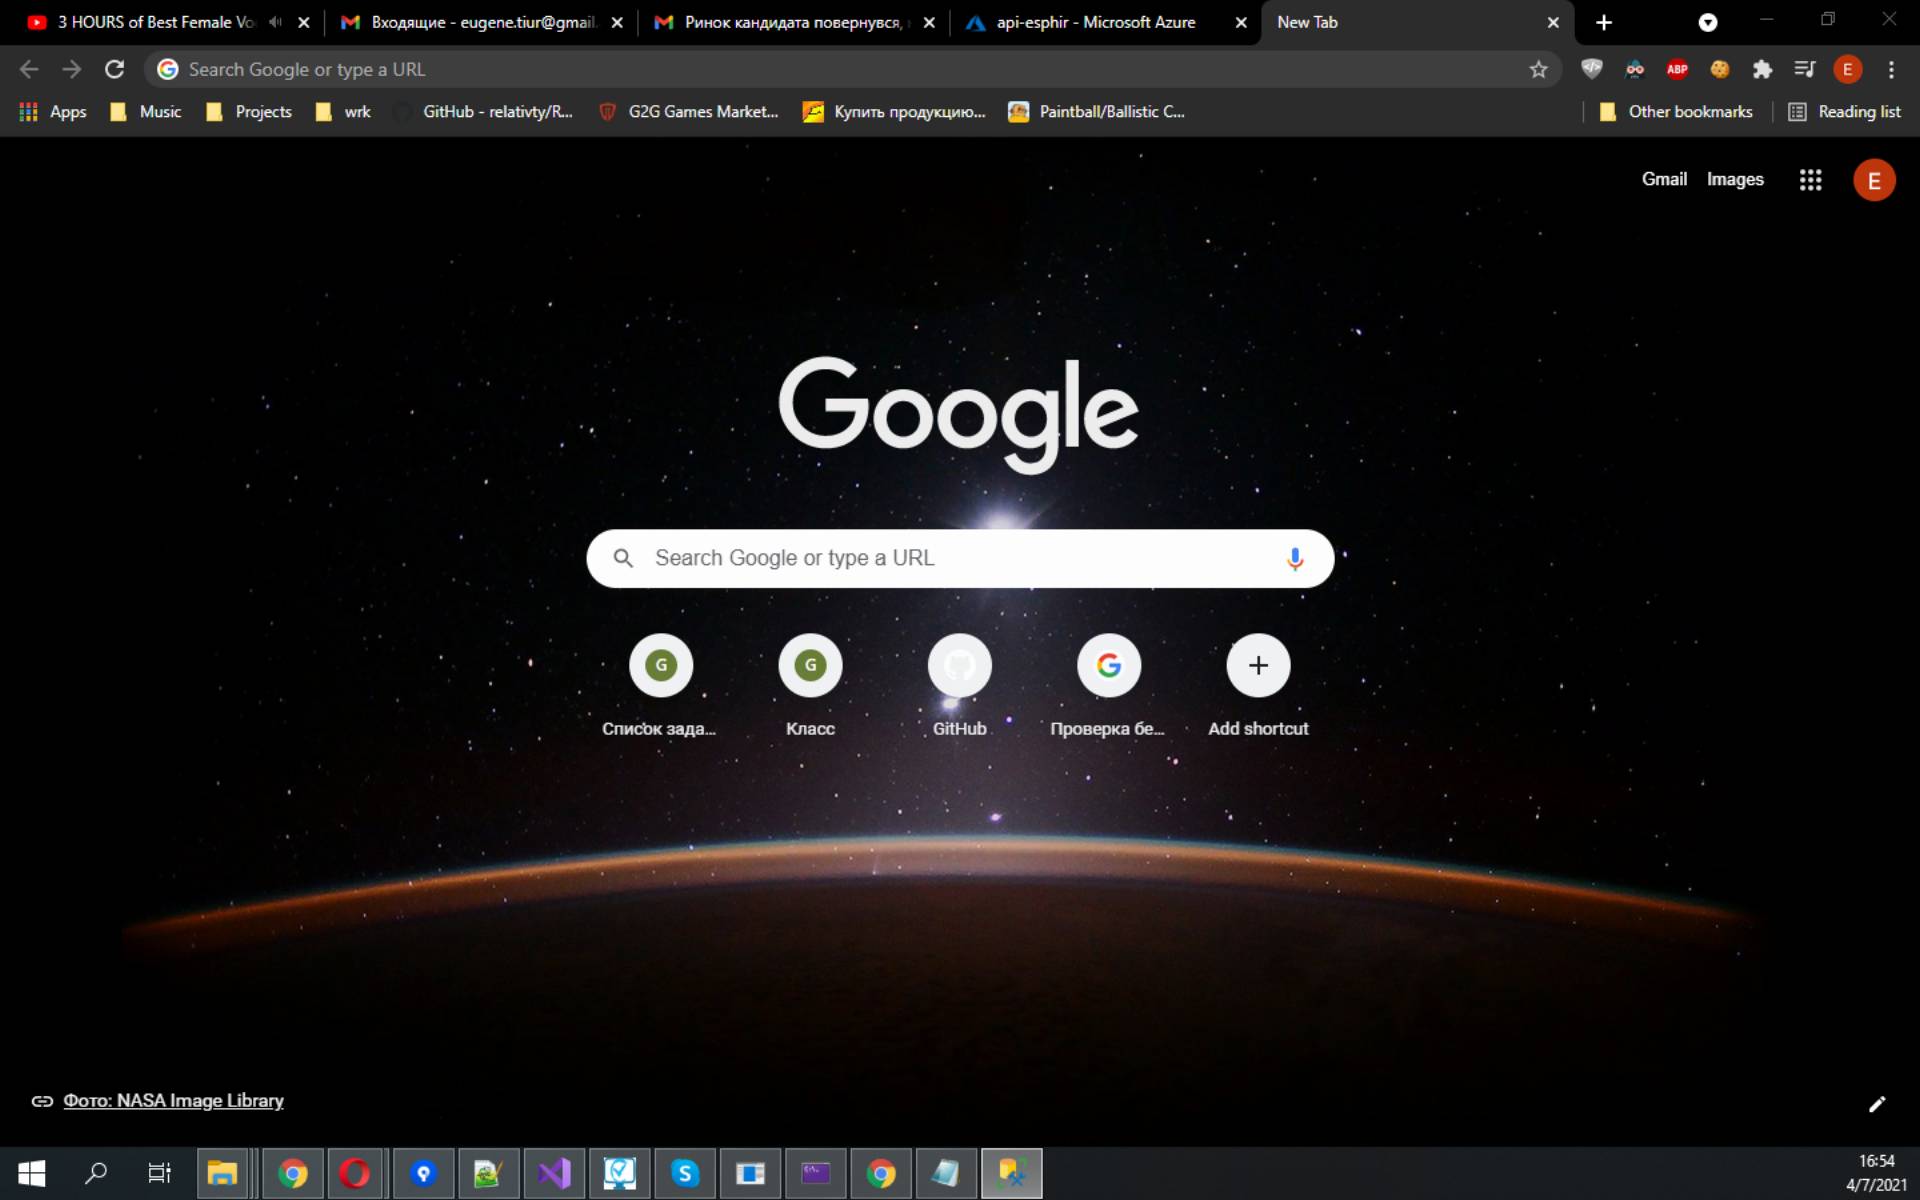 3 HOURS of Best Female Vo
Входящие - eugene.tiur@gmail.
Ринок кандидата повернувся,
api-esphir - Microsoft Azure
New Tab
Search Google or type a URL
ABP
E
Apps
Music
Projects
wrk
GitHub - relativty/R...
G2G Games Market...
Купить продукцию...
Paintball/Ballistic C...
Other bookmarks
Reading list
Gmail
Images
E
Google
Search Google or type a URL
G
G
Список зада...
Класс
GitHub
Проверка бе...
Add shortcut
Фото: NASA Image Library
S
16:54
4/7/2021